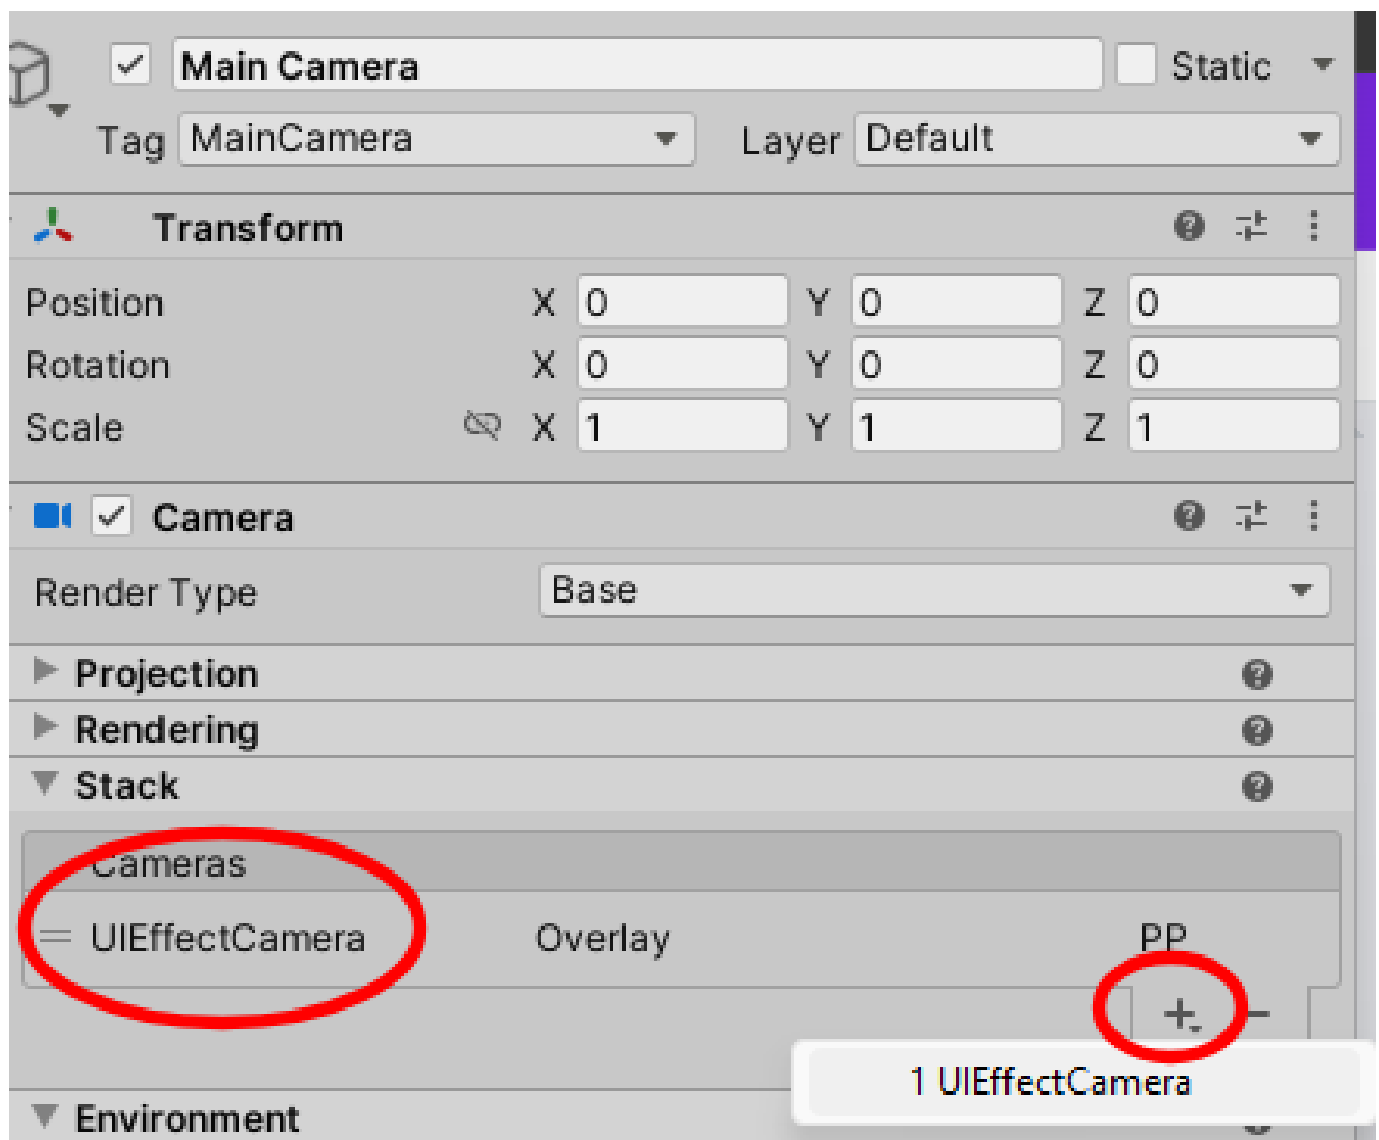 Main Camera Static
Tag MainCamera Layer Default
Transform
Position X 0 Y 0 Z 0
Rotation X 0 Y 0 Z 0
Scale X 1 Y 1 Z 1
Camera
Render Type Base
Projection
Rendering
Stack
Cameras
UIEffectCamera Overlay PP
1 UIEffectCamera
Environment